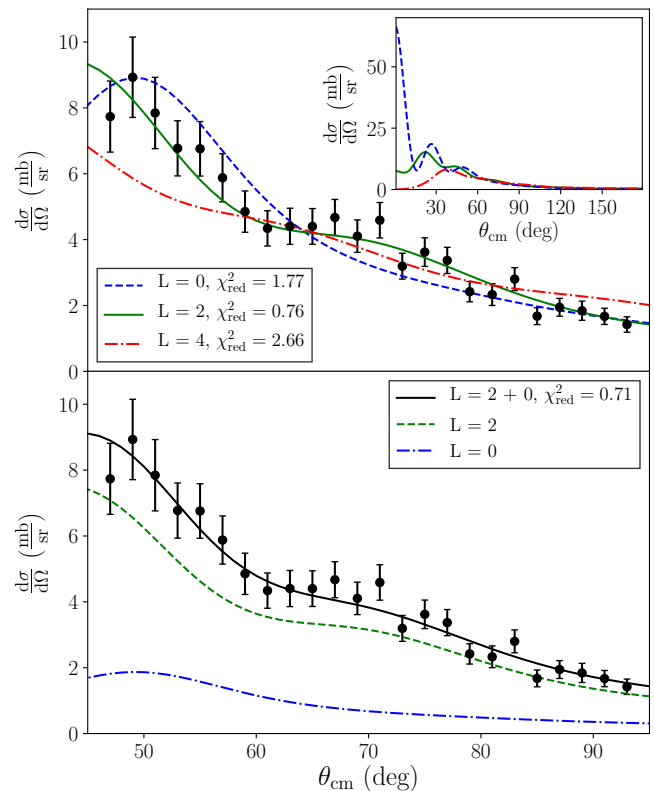 10
8
6
4
2
0
dσ/dΩ (mb/sr)
50
25
0
dσ/dΩ (mb/sr)
30 60 90 120 150
θcm (deg)
L = 0, χ²red = 1.77
L = 2, χ²red = 0.76
L = 4, χ²red = 2.66
10
8
6
4
2
0
dσ/dΩ (mb/sr)
L = 2 + 0, χ²red = 0.71
L = 2
L = 0
50 60 70 80 90
θcm (deg)